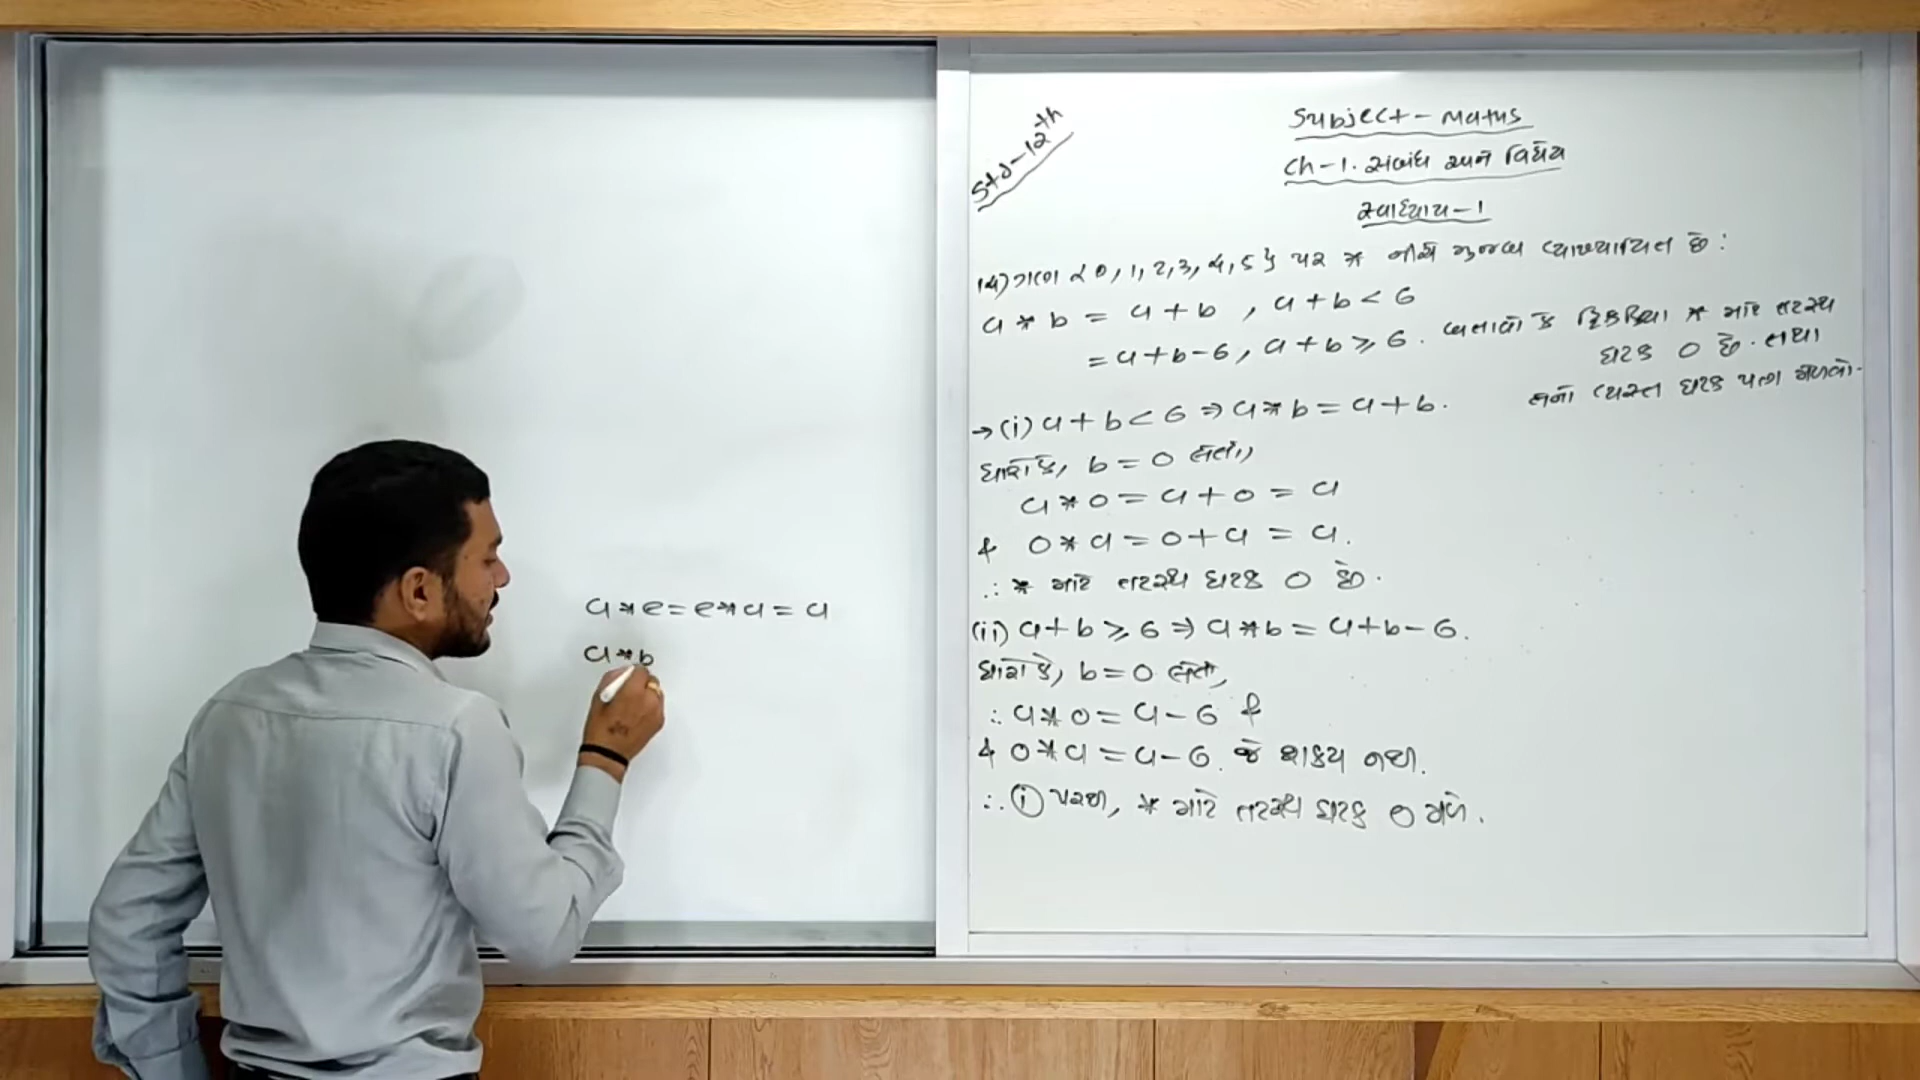 a * e = e * a = a
a * b
Std-12th
Subject - Maths
Ch-1. સંબંધ અને વિધેય
સ્વાધ્યાય-1
14) ગણ {0, 1, 2, 3, 4, 5} પર * નીચે મુજબ વ્યાખ્યાયિત છે:
a * b = a + b , a + b < 6
= a + b - 6, a + b ≥ 6. બતાવો કે દ્વિકક્રિયા * માટે તટસ્થ
ઘટક 0 છે. તથા
તેનો વ્યસ્ત ઘટક પણ મેળવો.
→ (i) a + b < 6 ⇒ a * b = a + b.
ધારો કે, b = 0 લેતાં,
a * 0 = a + 0 = a
& 0 * a = 0 + a = a.
∴ * માટે તટસ્થ ઘટક 0 છે.
(ii) a + b ≥ 6 ⇒ a * b = a + b - 6.
ધારો કે, b = 0 લેતા,
∴ a * 0 = a - 6 &
& 0 * a = a - 6. જે શક્ય નથી.
∴ (i) પરથી, * માટે તટસ્થ ઘટક 0 મળે.